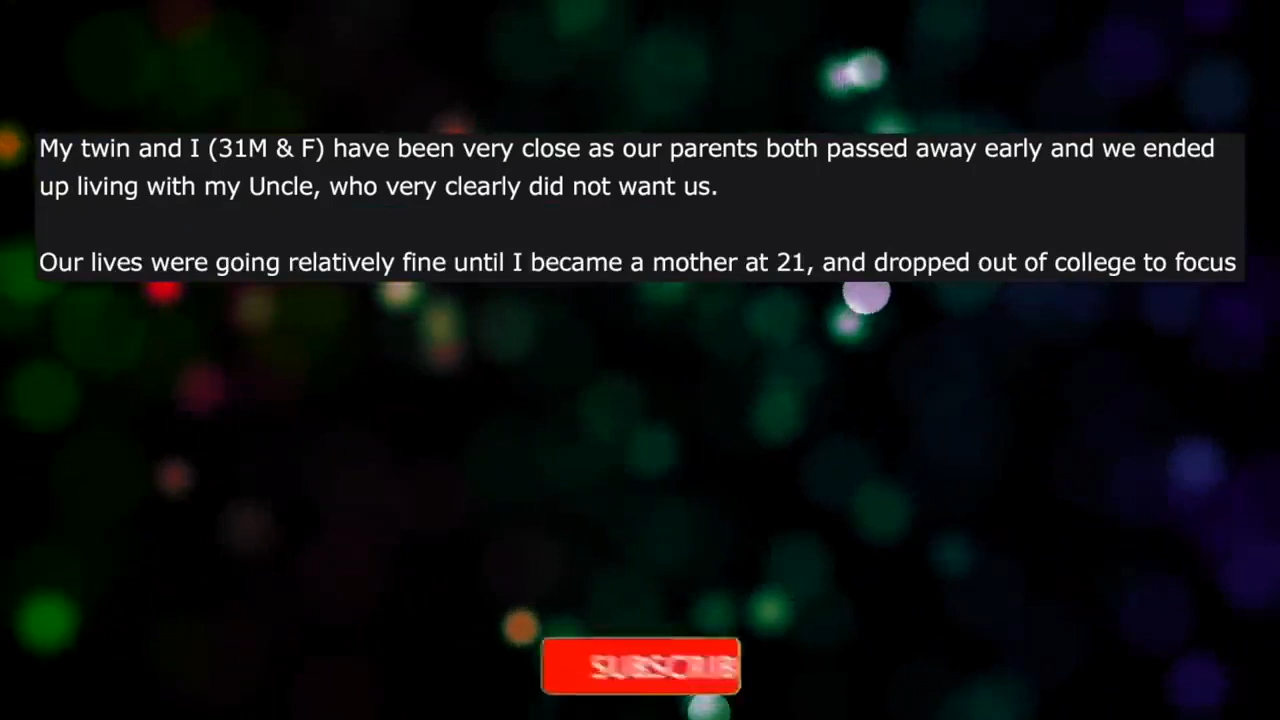 My twin and I (31M & F) have been very close as our parents both passed away early and we ended
up living with my Uncle, who very clearly did not want us.
Our lives were going relatively fine until I became a mother at 21, and dropped out of college to focus
SUBSCRIB